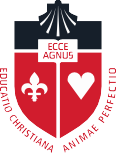 ECCE
AGNUS
EDUCATIO CHRISTIANA ANIMAE PERFECTIO